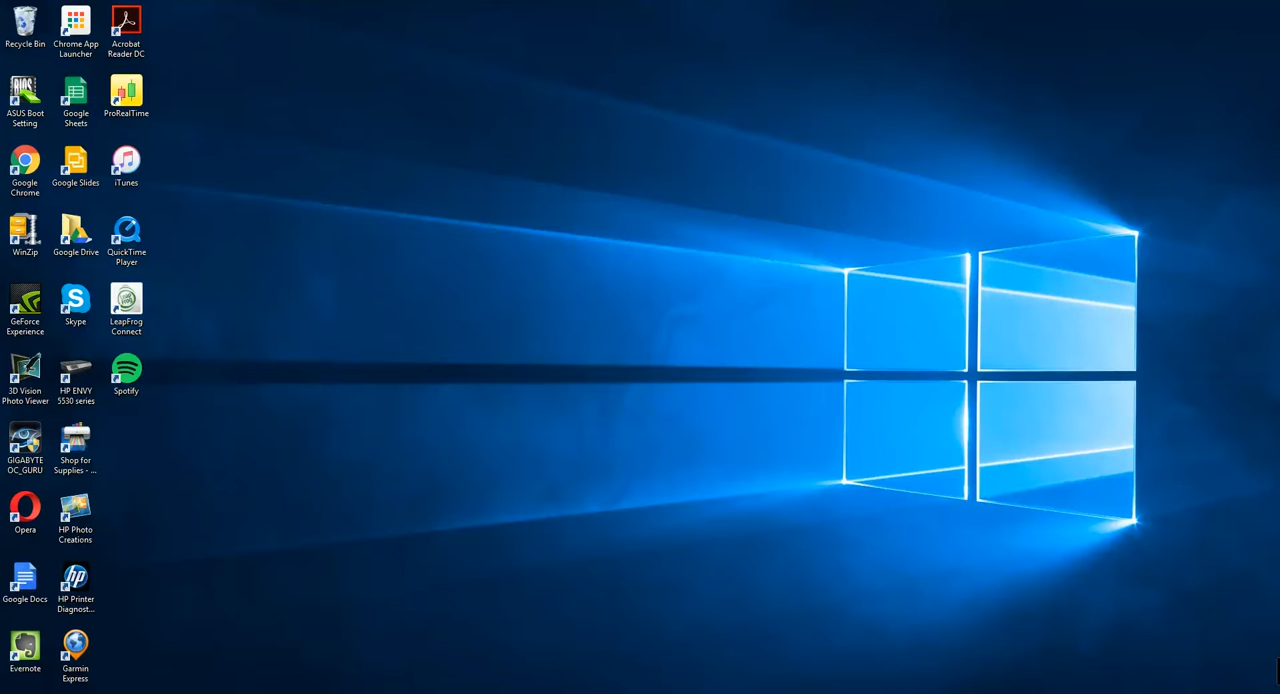 Recycle Bin
Chrome App
Launcher
Acrobat
Reader DC
ASUS Boot
Setting
Google
Sheets
ProRealTime
Google
Chrome
Google Slides
iTunes
WinZip
Google Drive
QuickTime
Player
GeForce
Experience
Skype
LeapFrog
Connect
3D Vision
Photo Viewer
HP ENVY
5530 series
Spotify
GIGABYTE
OC_GURU
Shop for
Supplies - ...
Opera
HP Photo
Creations
Google Docs
HP Printer
Diagnost...
Evernote
Garmin
Express
BIOS
S
hp